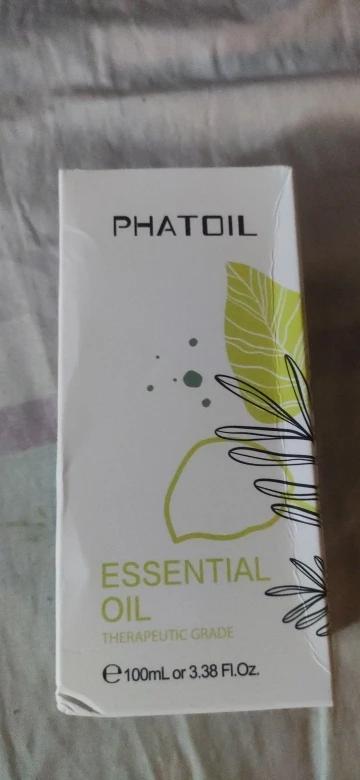 PHATOIL
ESSENTIAL
OIL
THERAPEUTIC GRADE
℮100mL or 3.38 Fl.Oz.